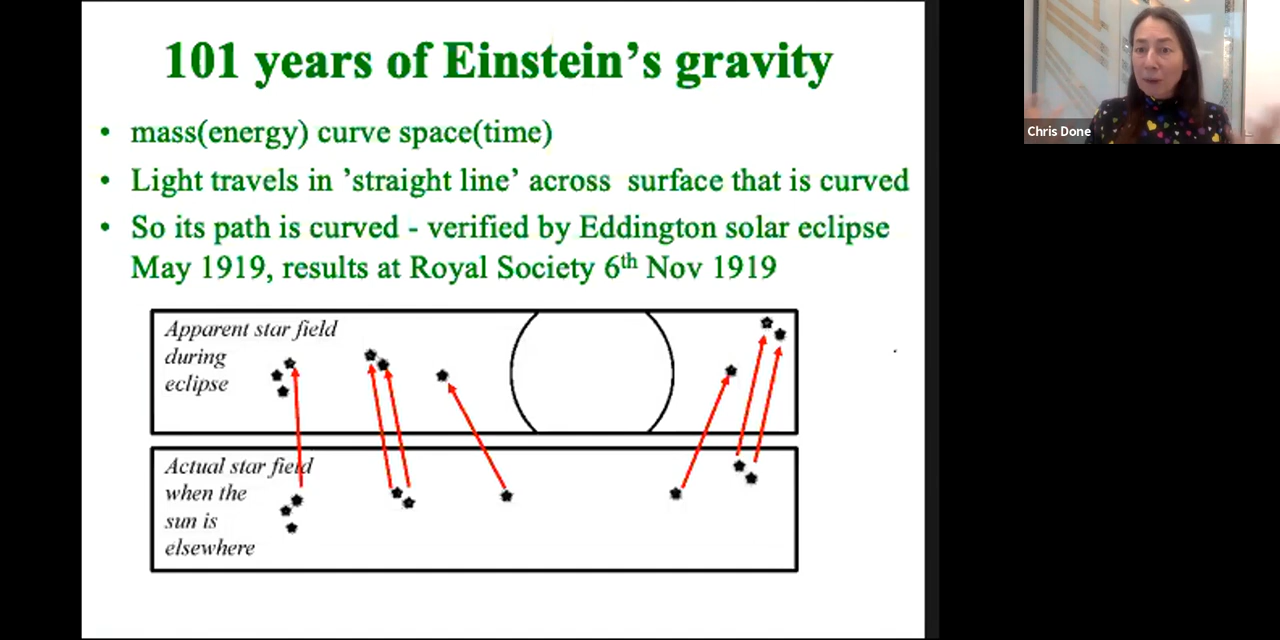 101 years of Einstein’s gravity
• mass(energy) curve space(time)
• Light travels in ’straight line’ across  surface that is curved
• So its path is curved - verified by Eddington solar eclipse
May 1919, results at Royal Society 6th Nov 1919
Apparent star field
during
eclipse
Actual star field
when the
sun is
elsewhere
Chris Done